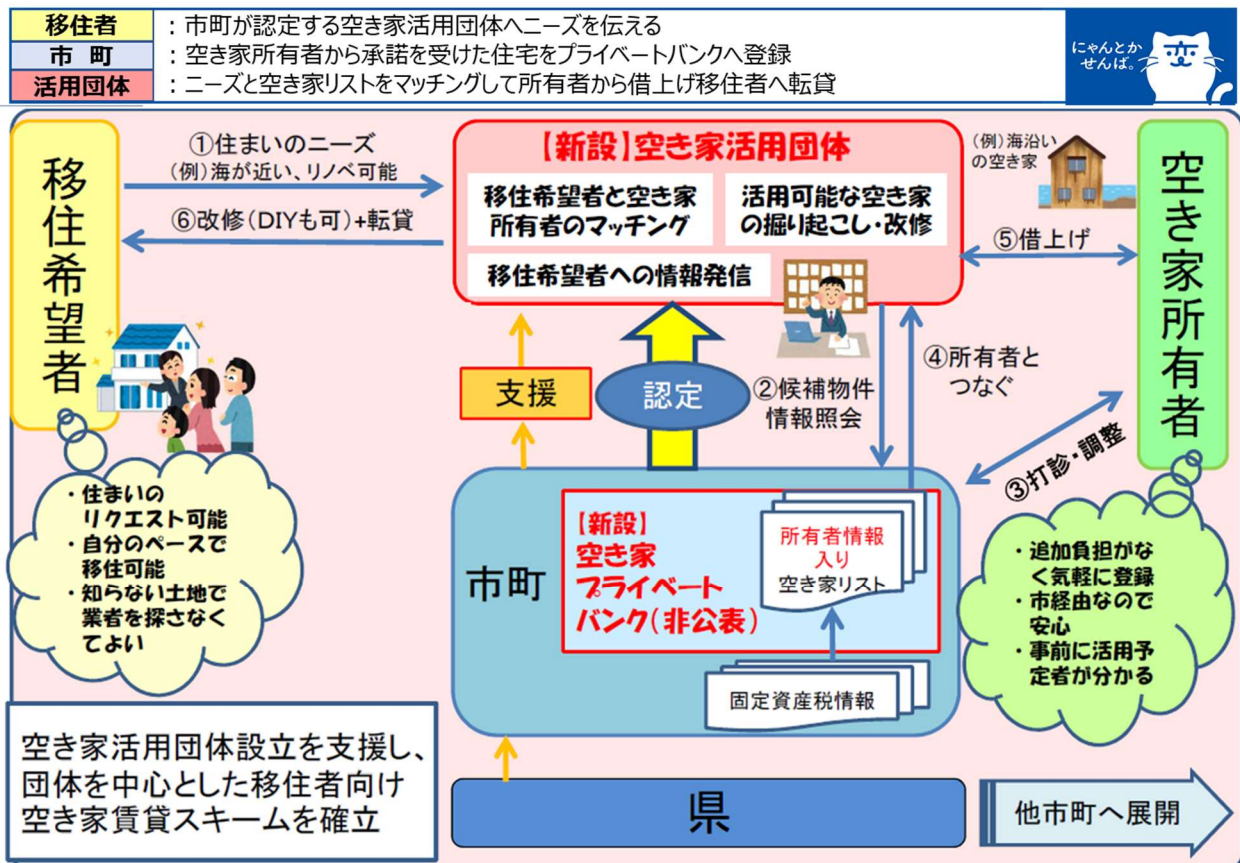 移住者
：市町が認定する空き家活用団体へニーズを伝える
市 町
：空き家所有者から承諾を受けた住宅をプライベートバンクへ登録
活用団体
：ニーズと空き家リストをマッチングして所有者から借上げ移住者へ転貸
にゃんとか
せんば。
変
移住希望者
①住まいのニーズ
(例)海が近い、リノベ可能
⑥改修(DIYも可)+転貸
【新設】空き家活用団体
移住希望者と空き家
所有者のマッチング
活用可能な空き家
の掘り起こし・改修
移住希望者への情報発信
(例)海沿い
の空き家
⑤借上げ
空き家所有者
支援
認定
②候補物件
情報照会
④所有者と
つなぐ
③打診・調整
・住まいの
リクエスト可能
・自分のペースで
移住可能
・知らない土地で
業者を探さなく
てよい
市町
【新設】
空き家
プライベート
バンク(非公表)
所有者情報
入り
空き家リスト
固定資産税情報
・追加負担がな
く気軽に登録
・市経由なので
安心
・事前に活用予
定者が分かる
空き家活用団体設立を支援し、
団体を中心とした移住者向け
空き家賃貸スキームを確立
県
他市町へ展開